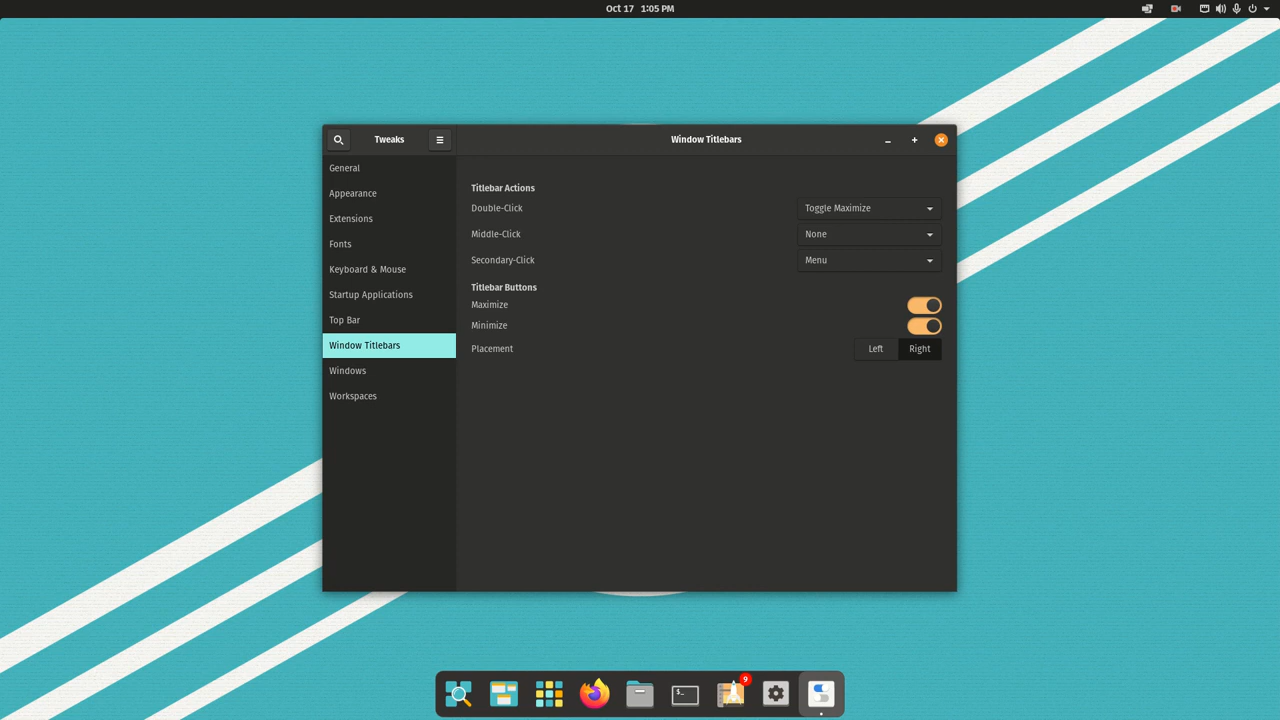 Oct 17 1:05 PM
Tweaks
Window Titlebars
General
Appearance
Extensions
Fonts
Keyboard & Mouse
Startup Applications
Top Bar
Window Titlebars
Windows
Workspaces
Titlebar Actions
Double-Click Toggle Maximize
Middle-Click None
Secondary-Click Menu
Titlebar Buttons
Maximize
Minimize
Placement Left Right
$_
9